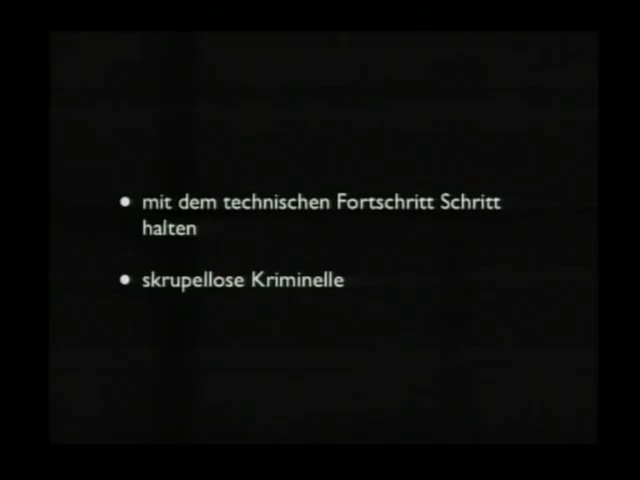 • mit dem technischen Fortschritt Schritt
halten
• skrupellose Kriminelle